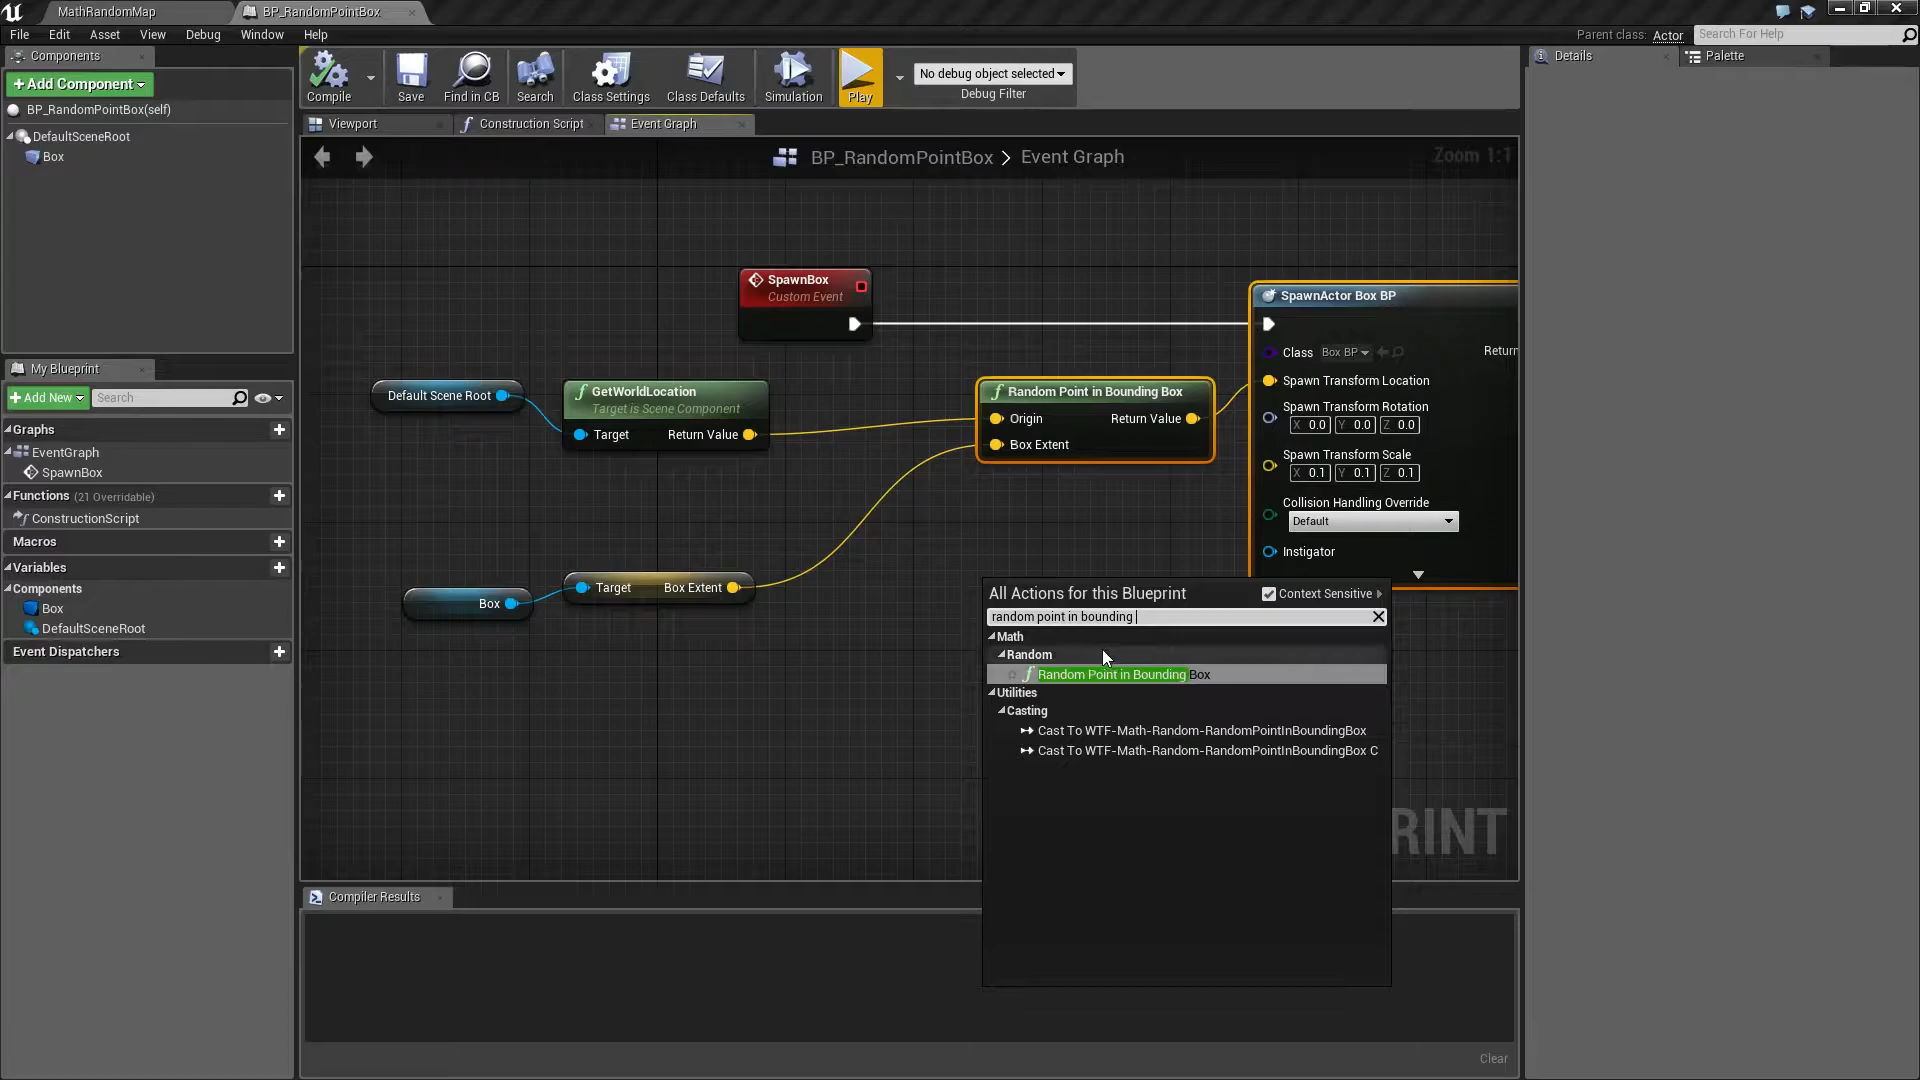 MathRandomMap
BP_RandomPointBox
File Edit Asset View Debug Window Help
Parent class: Actor
Search For Help
Components
+Add Component
BP_RandomPointBox(self)
DefaultSceneRoot
Box
Compile
Save
Find in CB
Search
Class Settings
Class Defaults
Simulation
Play
No debug object selected
Debug Filter
Details
Palette
Viewport
Construction Script
Event Graph
BP_RandomPointBox > Event Graph
Zoom 1:1
My Blueprint
+Add New
Search
Graphs
EventGraph
SpawnBox
Functions (21 Overridable)
ConstructionScript
Macros
Variables
Components
Box
DefaultSceneRoot
Event Dispatchers
SpawnBox
Custom Event
Default Scene Root
GetWorldLocation
Target is Scene Component
Target
Return Value
Box
Target
Box Extent
Random Point in Bounding Box
Origin
Return Value
Box Extent
SpawnActor Box BP
Class Box BP
Return
Spawn Transform Location
Spawn Transform Rotation
X 0.0 Y 0.0 Z 0.0
Spawn Transform Scale
X 0.1 Y 0.1 Z 0.1
Collision Handling Override
Default
Instigator
All Actions for this Blueprint
Context Sensitive
random point in bounding
Math
Random
Random Point in Bounding Box
Utilities
Casting
Cast To WTF-Math-Random-RandomPointInBoundingBox
Cast To WTF-Math-Random-RandomPointInBoundingBox C
RINT
Compiler Results
Clear